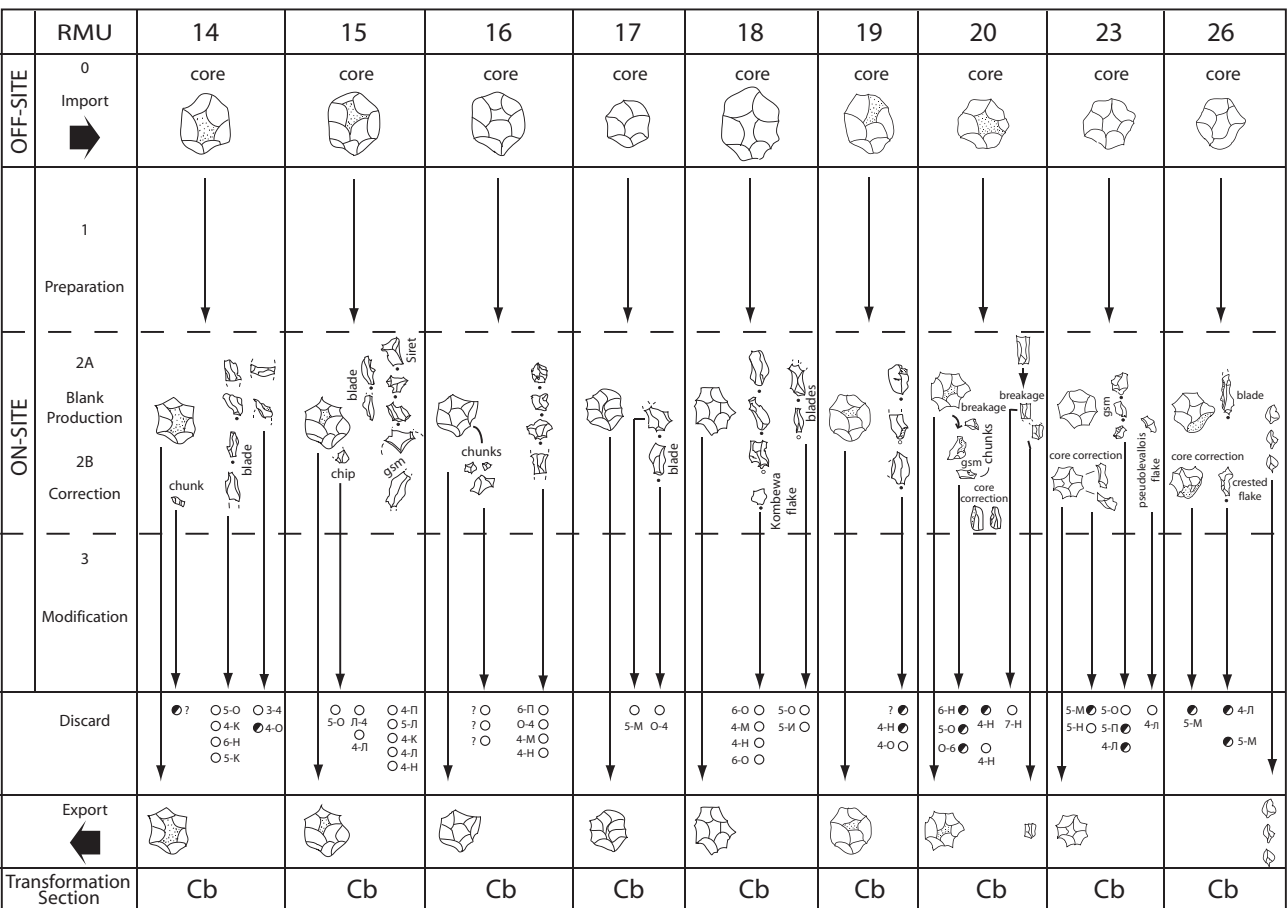 RMU 14 15 16 17 18 19 20 23 26
OFF-SITE
0
Import
core core core core core core core core core
1
Preparation
ON-SITE
2A
Blank
Production
2B
Correction
chunk
blade
blade
chip
Siret
gsm
chunks
blade
Kombewa
flake
blades
breakage
breakage
chunks
gsm
core
correction
gsm
core correction
pseudolevallois
flake
blade
core correction
crested
flake
3
Modification
Discard
?
5-O
4-K
6-H
5-K
3-4
4-O
5-O
Л-4
4-Л
4-П
5-Л
4-K
4-Л
4-H
?
?
?
6-П
O-4
4-M
4-H
5-M
O-4
6-O
4-M
4-H
6-O
5-O
5-И
?
4-H
4-O
6-H
5-O
O-6
4-H
4-H
7-H
5-M
5-H
5-O
5-П
4-Л
4-Л
5-M
4-Л
5-M
Export
Transformation
Section
Cb Cb Cb Cb Cb Cb Cb Cb Cb